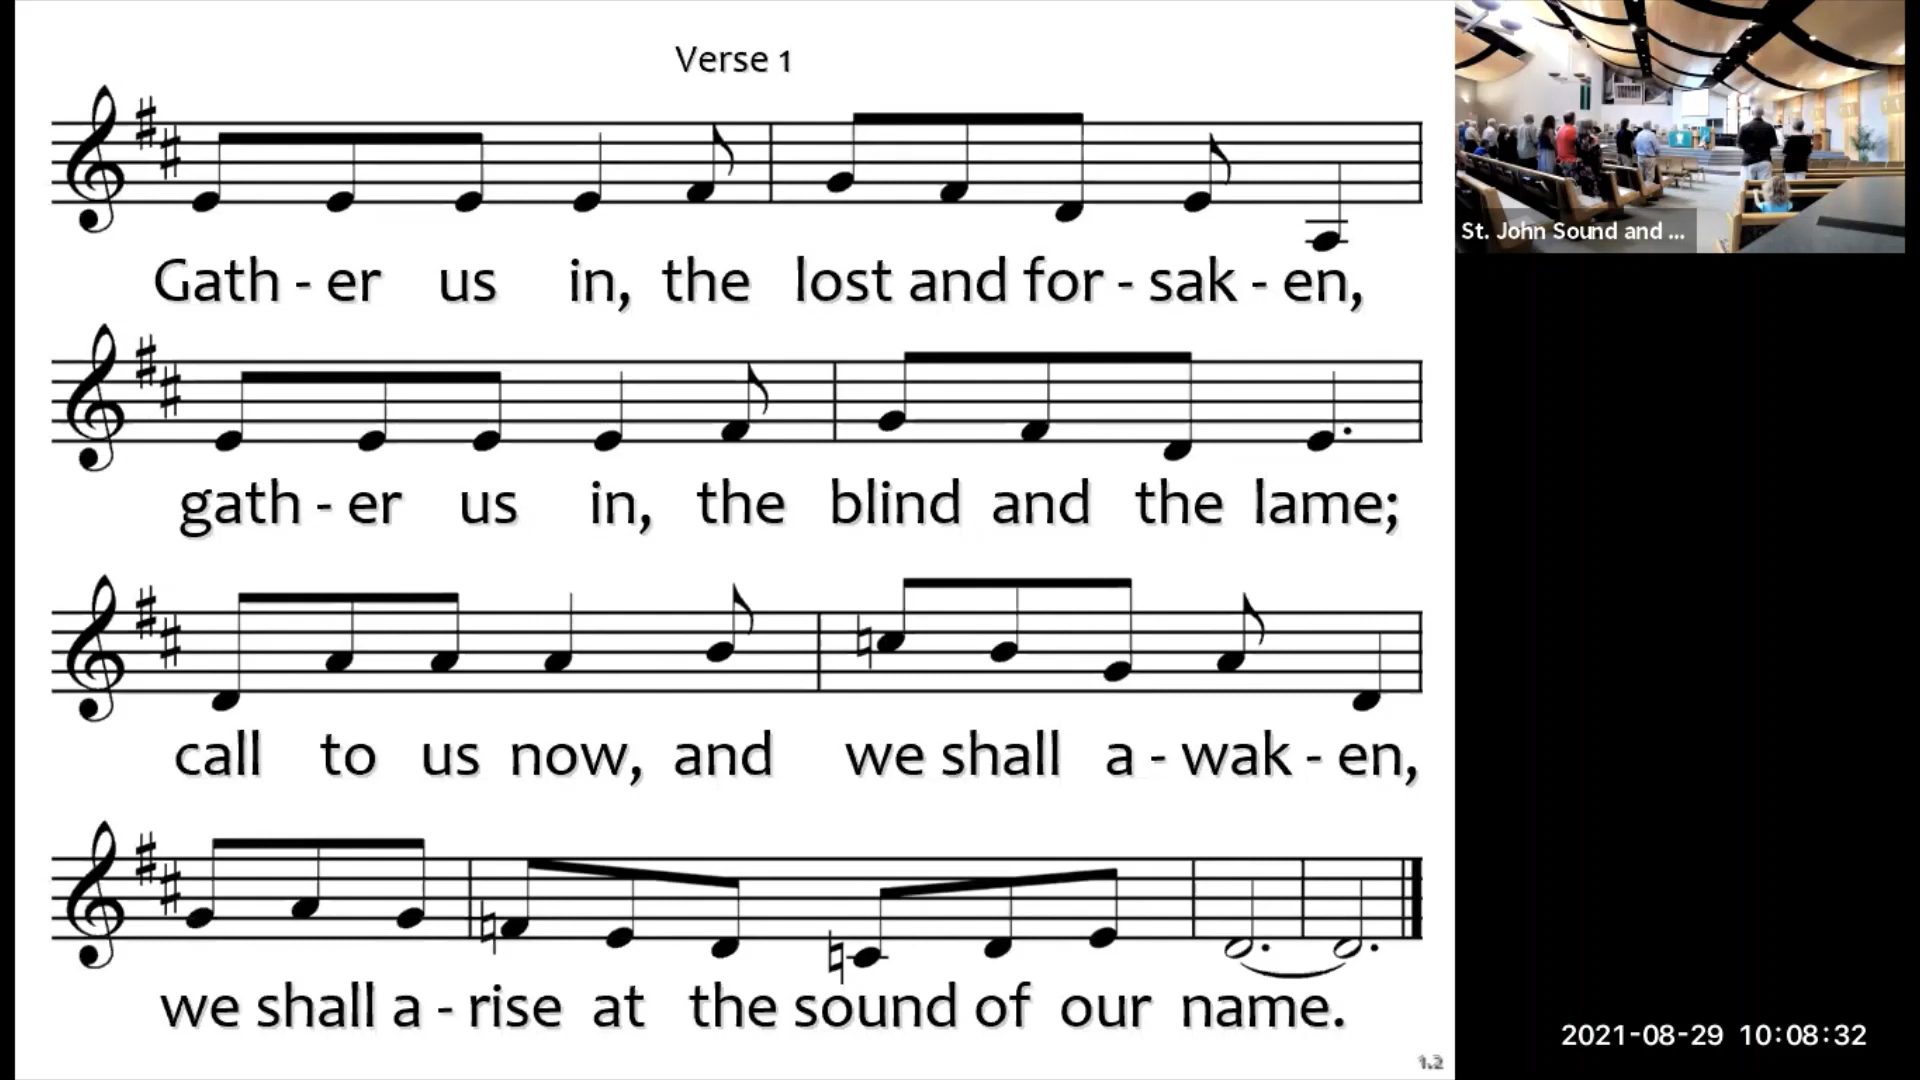 Verse 1
Gath - er us in, the lost and for - sak - en,
gath - er us in, the blind and the lame;
call to us now, and we shall a - wak - en,
we shall a - rise at the sound of our name.
1.2
St. John Sound and ...
2021-08-29 10:08:32